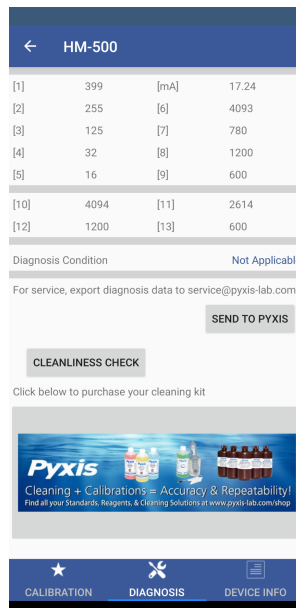 HM-500
[1] 399 [mA] 17.24
[2] 255 [6] 4093
[3] 125 [7] 780
[4] 32 [8] 1200
[5] 16 [9] 600
[10] 4094 [11] 2614
[12] 1200 [13] 600
Diagnosis Condition Not Applicabl
For service, export diagnosis data to service@pyxis-lab.com
SEND TO PYXIS
CLEANLINESS CHECK
Click below to purchase your cleaning kit
Pyxis
Cleaning + Calibrations = Accuracy & Repeatability!
Find all your Standards, Reagents, & Cleaning Solutions at www.pyxis-lab.com/shop
CALIBRATION DIAGNOSIS DEVICE INFO